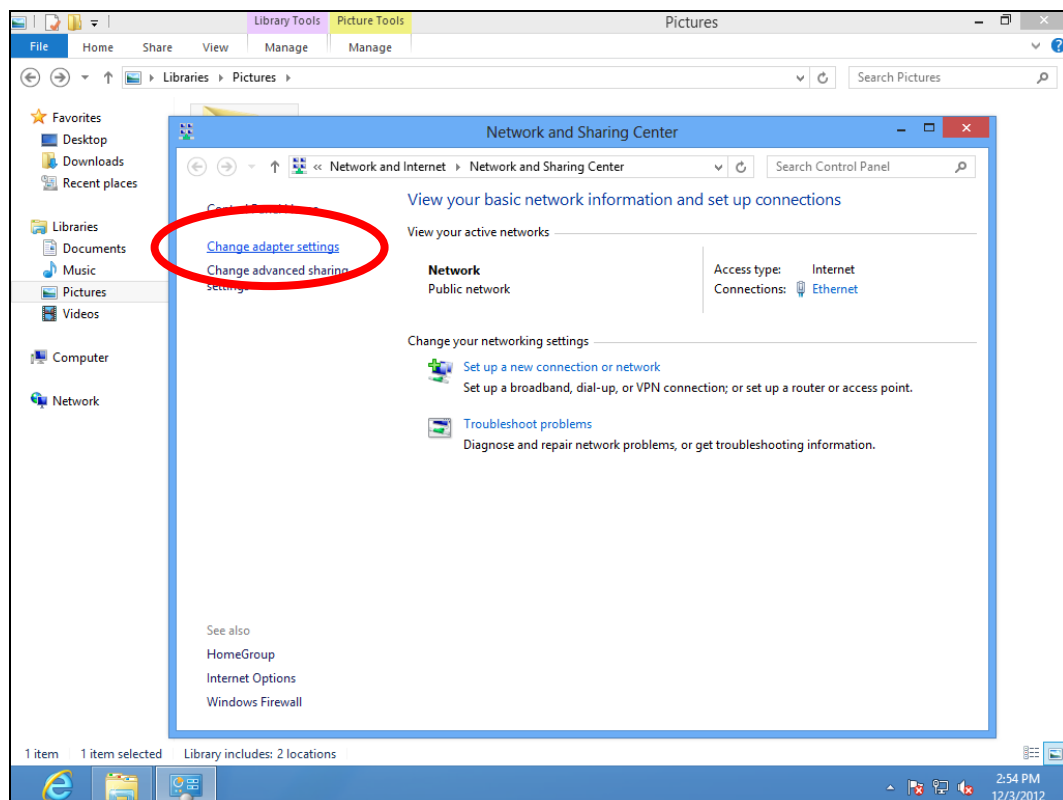 Library Tools
Picture Tools
Pictures
File
Home
Share
View
Manage
Manage
Libraries
Pictures
Search Pictures
Favorites
Desktop
Downloads
Recent places
Libraries
Documents
Music
Pictures
Videos
Computer
Network
Network and Sharing Center
« Network and Internet
Network and Sharing Center
Search Control Panel
Change adapter settings
Change advanced sharing
settings
View your basic network information and set up connections
View your active networks
Network
Public network
Access type: Internet
Connections: Ethernet
Change your networking settings
Set up a new connection or network
Set up a broadband, dial-up, or VPN connection; or set up a router or access point.
Troubleshoot problems
Diagnose and repair network problems, or get troubleshooting information.
See also
HomeGroup
Internet Options
Windows Firewall
1 item
1 item selected
Library includes: 2 locations
2:54 PM
12/3/2012